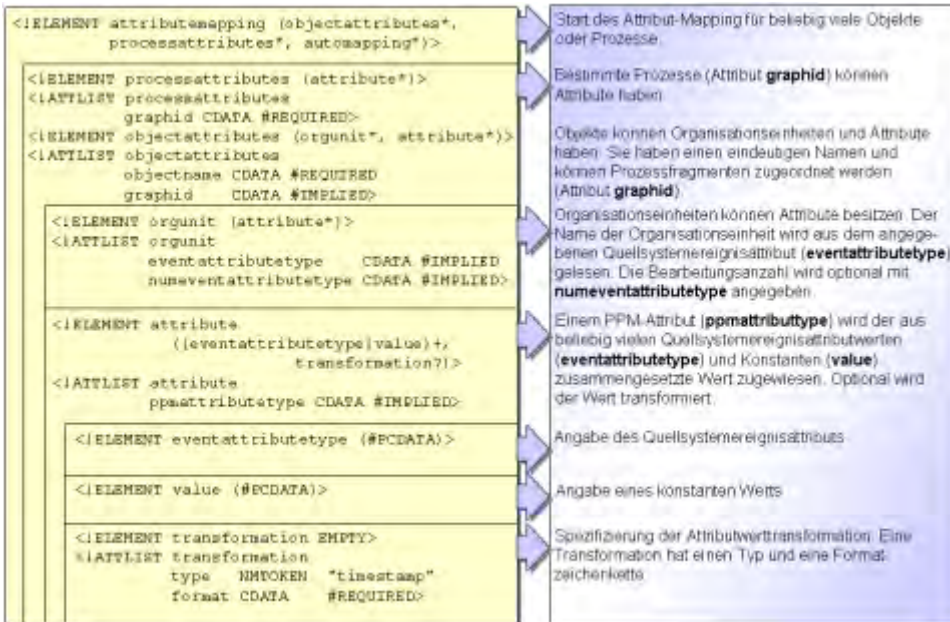 <!ELEMENT attributemapping (objectattributes*,
processattributes*, automapping*)>
Start des Attribut-Mapping für beliebig viele Objekte
oder Prozesse.
<!ELEMENT processattributes (attribute*)>
<!ATTLIST processattributes
graphid CDATA #REQUIRED>
Bestimmte Prozesse (Attribut graphid) können
Attribute haben.
<!ELEMENT objectattributes (orgunit*, attribute*)>
<!ATTLIST objectattributes
objectname CDATA #REQUIRED
graphid CDATA #IMPLIED>
Objekte können Organisationseinheiten und Attribute
haben. Sie haben einen eindeutigen Namen und
können Prozessfragmenten zugeordnet werden
(Attribut graphid).
<!ELEMENT orgunit (attribute*)>
<!ATTLIST orgunit
eventattributetype CDATA #IMPLIED
numeventattributetype CDATA #IMPLIED>
Organisationseinheiten können Attribute besitzen. Der
Name der Organisationseinheit wird aus dem angege-
benen Quellsystemereignisattribut (eventattributetype)
gelesen. Die Bearbeitungsanzahl wird optional mit
numeventattributetype angegeben.
<!ELEMENT attribute
((eventattributetype|value)+,
transformation?)>
<!ATTLIST attribute
ppmattributetype CDATA #IMPLIED>
Einem PPM-Attribut (ppmattributtype) wird der aus
beliebig vielen Quellsystemereignisattributwerten
(eventattributetype) und Konstanten (value)
zusammengesetzte Wert zugewiesen. Optional wird
der Wert transformiert.
<!ELEMENT eventattributetype (#PCDATA)>
Angabe des Quellsystemereignisattributs
<!ELEMENT value (#PCDATA)>
Angabe eines konstanten Werts
<!ELEMENT transformation EMPTY>
<!ATTLIST transformation
type NMTOKEN "timestamp"
format CDATA #REQUIRED>
Spezifizierung der Attributwerttransformation. Eine
Transformation hat einen Typ und eine Format-
zeichenkette.